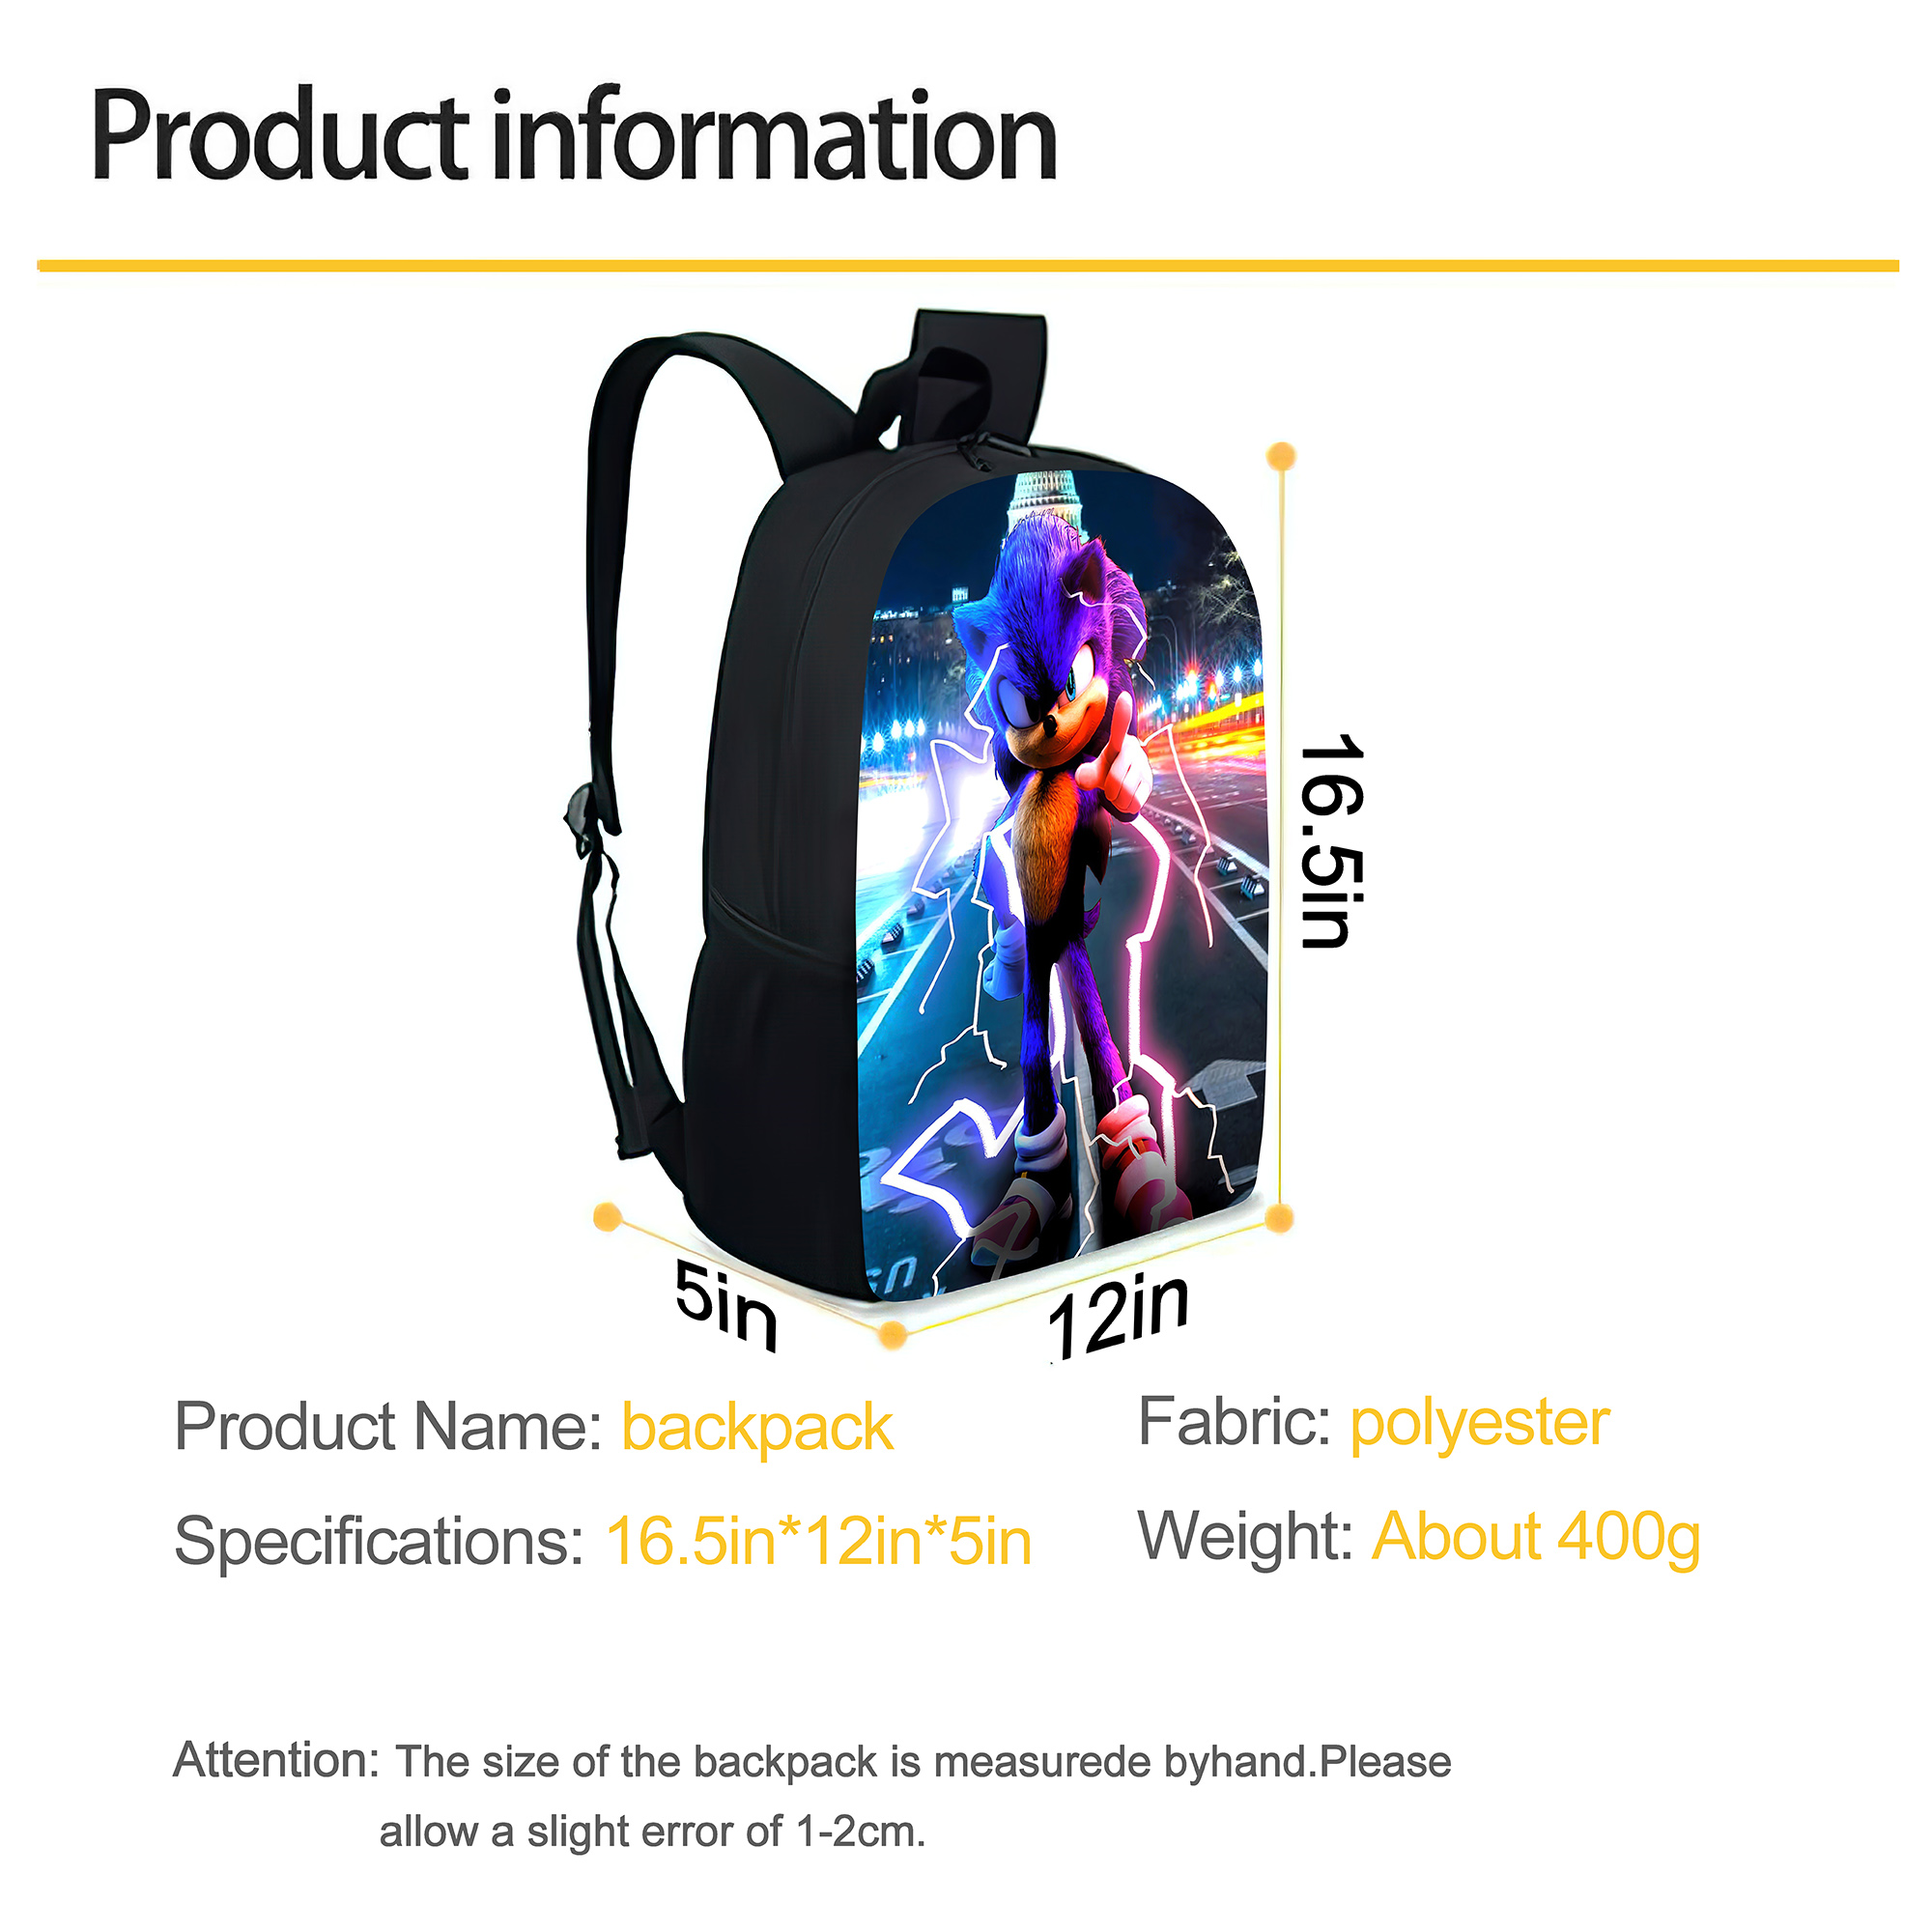 Product information
16.5in
5in
12in
Product Name: backpack
Fabric: polyester
Specifications: 16.5in*12in*5in
Weight: About 400g
Attention: The size of the backpack is measurede byhand.Please
allow a slight error of 1-2cm.